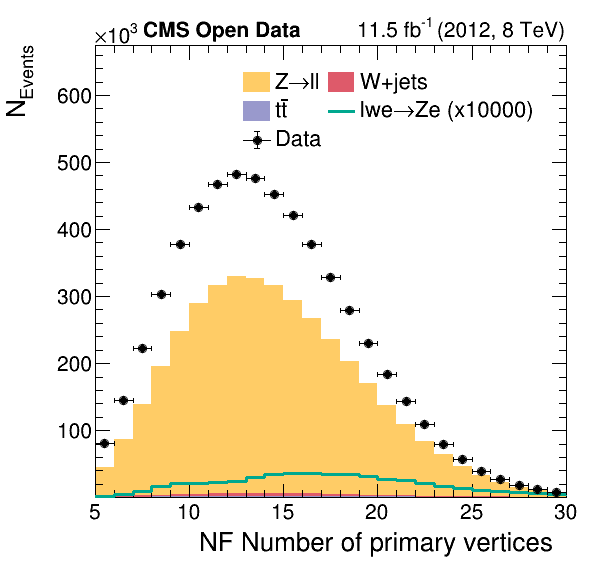 ×10³ CMS Open Data 11.5 fb⁻¹ (2012, 8 TeV)
N_Events
Z→ll W+jets
tt̄ lwe→Ze (x10000)
Data
600
500
400
300
200
100
5 10 15 20 25 30
NF Number of primary vertices